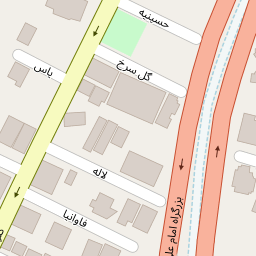 حسینیه
گل سرخ
یاس
لاله
فاوانیا
بزرگراه امام علی